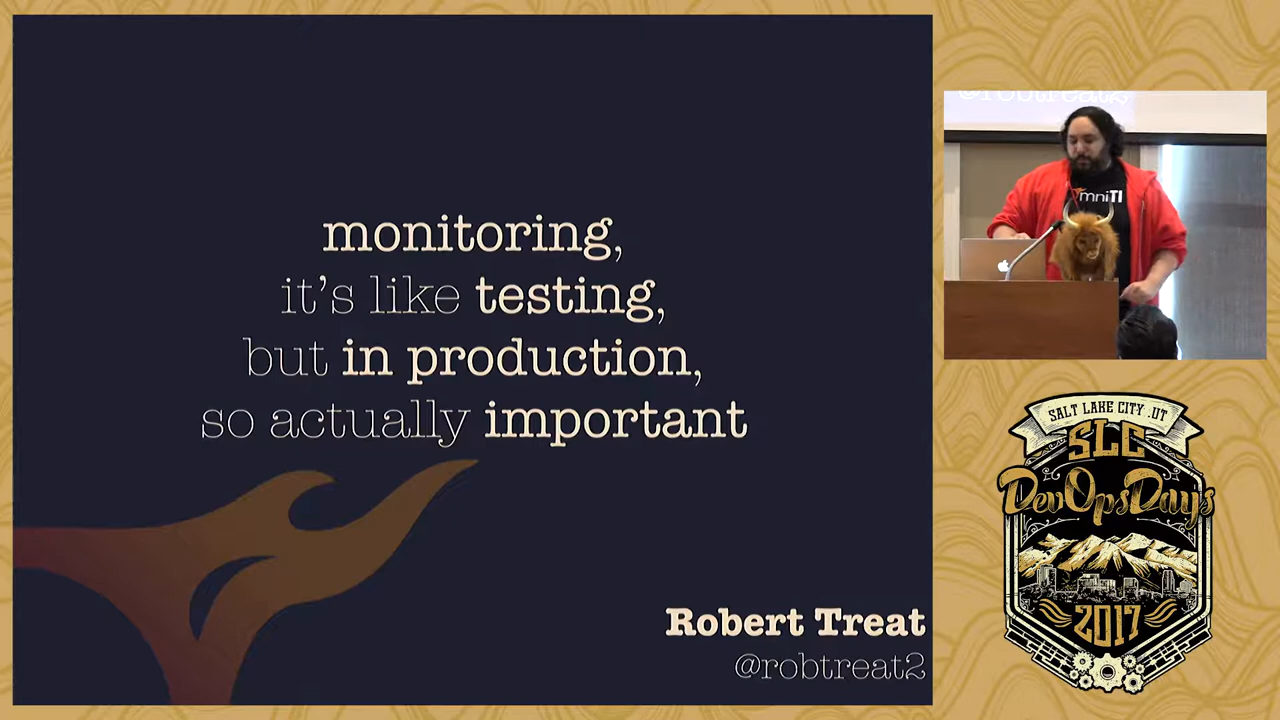 monitoring,
it's like testing,
but in production,
so actually important
Robert Treat
@robtreat2
@robtreat2
mniTI
SALT LAKE CITY .UT
SLC
DevOpsDays
2017